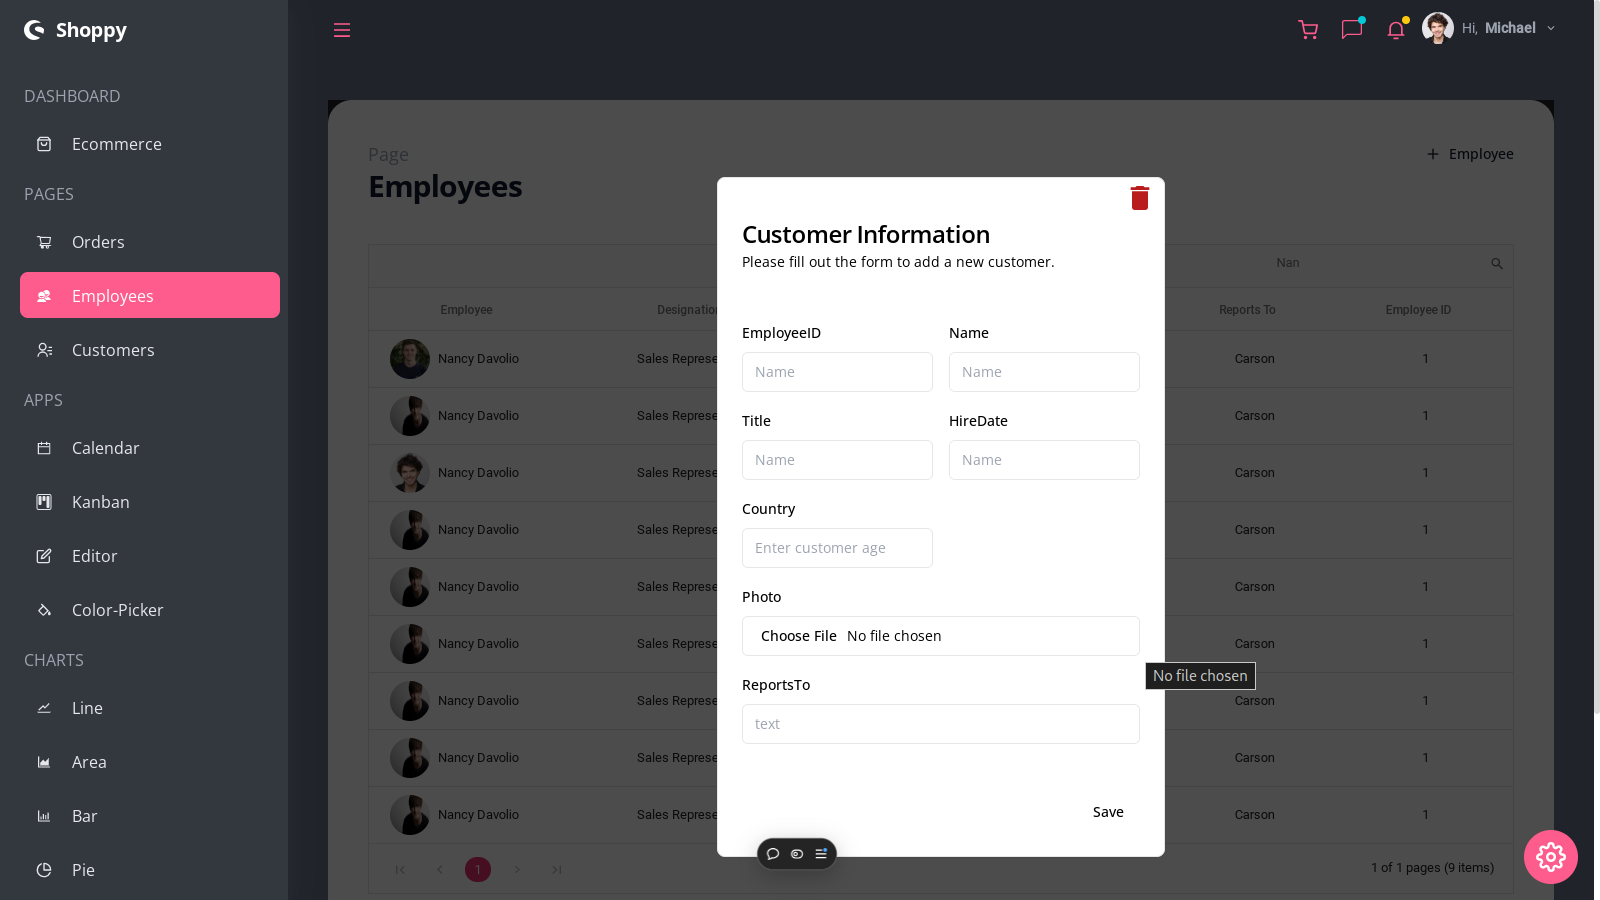 Shoppy
Hi, Michael
DASHBOARD
Ecommerce
PAGES
Orders
Employees
Customers
APPS
Calendar
Kanban
Editor
Color-Picker
CHARTS
Line
Area
Bar
Pie
Page
Employees
+ Employee
Nan
Employee Designation Reports To Employee ID
Nancy Davolio Sales Represe Carson 1
Nancy Davolio Sales Represe Carson 1
Nancy Davolio Sales Represe Carson 1
Nancy Davolio Sales Represe Carson 1
Nancy Davolio Sales Represe Carson 1
Nancy Davolio Sales Represe Carson 1
Nancy Davolio Sales Represe Carson 1
Nancy Davolio Sales Represe Carson 1
Nancy Davolio Sales Represe Carson 1
1
1 of 1 pages (9 items)
Customer Information
Please fill out the form to add a new customer.
EmployeeID Name
Name Name
Title HireDate
Name Name
Country
Enter customer age
Photo
Choose File No file chosen
No file chosen
ReportsTo
text
Save